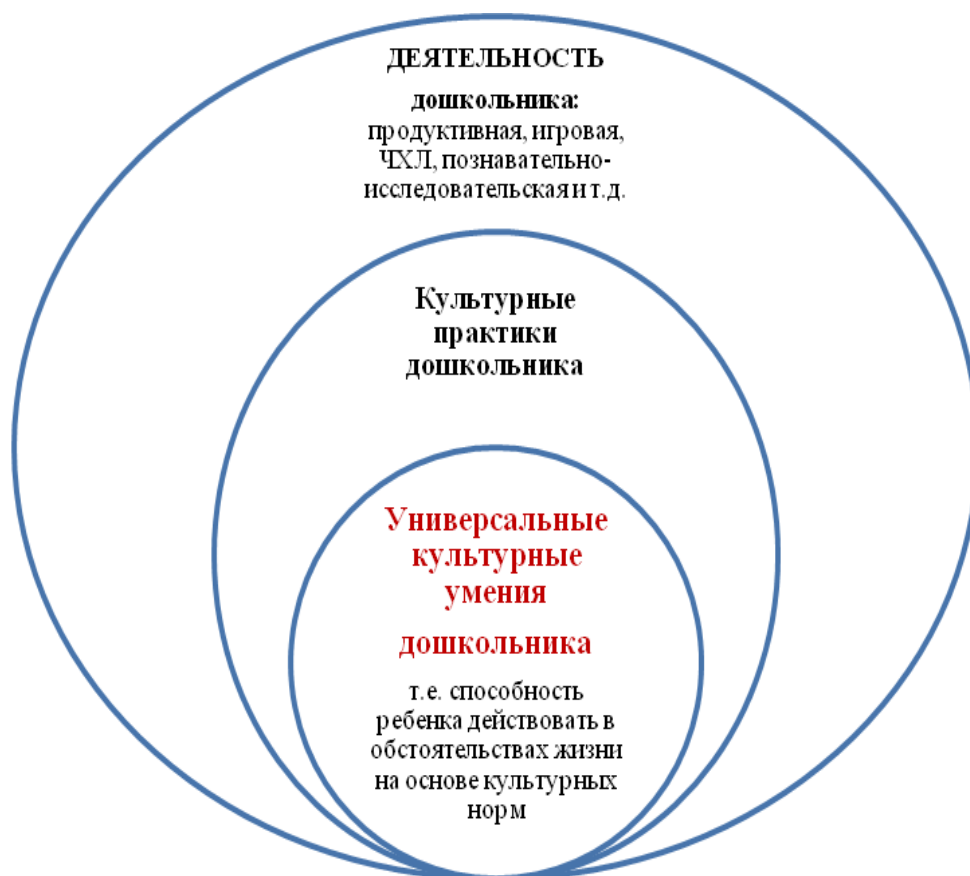 ДЕЯТЕЛЬНОСТЬ
дошкольника:
продуктивная, игровая,
ЧХЛ, познавательно-
исследовательская и т.д.
Культурные
практики
дошкольника
Универсальные
культурные
умения
дошкольника
т.е. способность
ребенка действовать в
обстоятельствах жизни
на основе культурных
норм